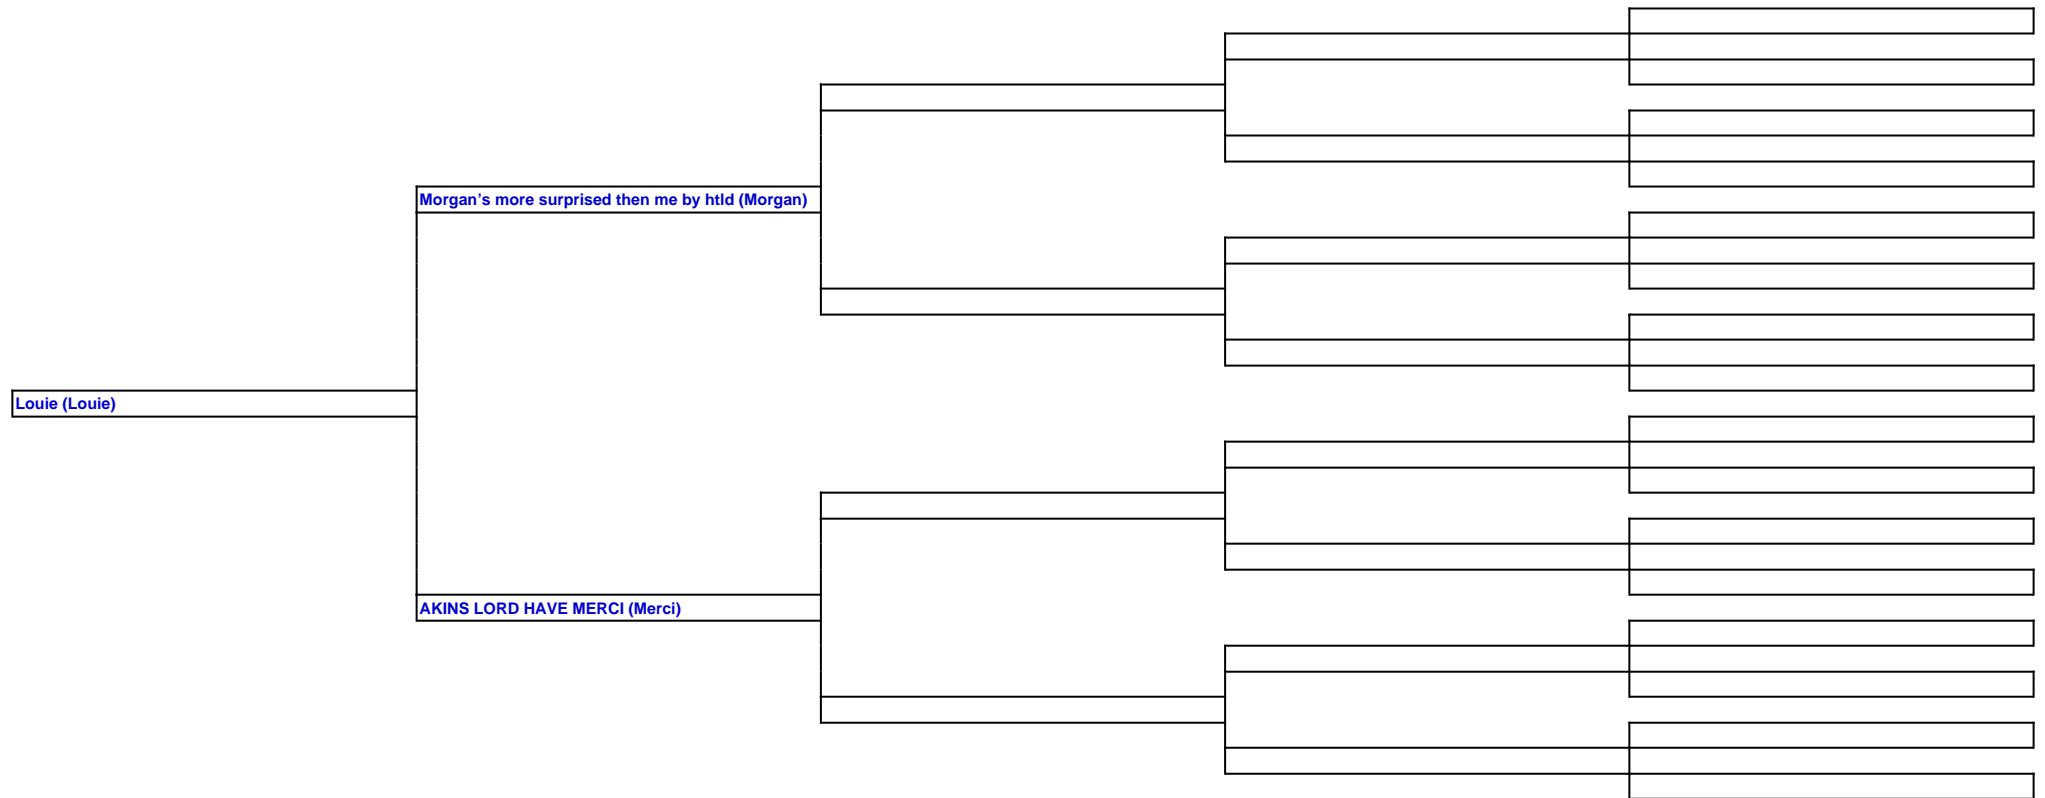 Morgan’s more surprised then me by htld (Morgan)
Louie (Louie)
AKINS LORD HAVE MERCI (Merci)